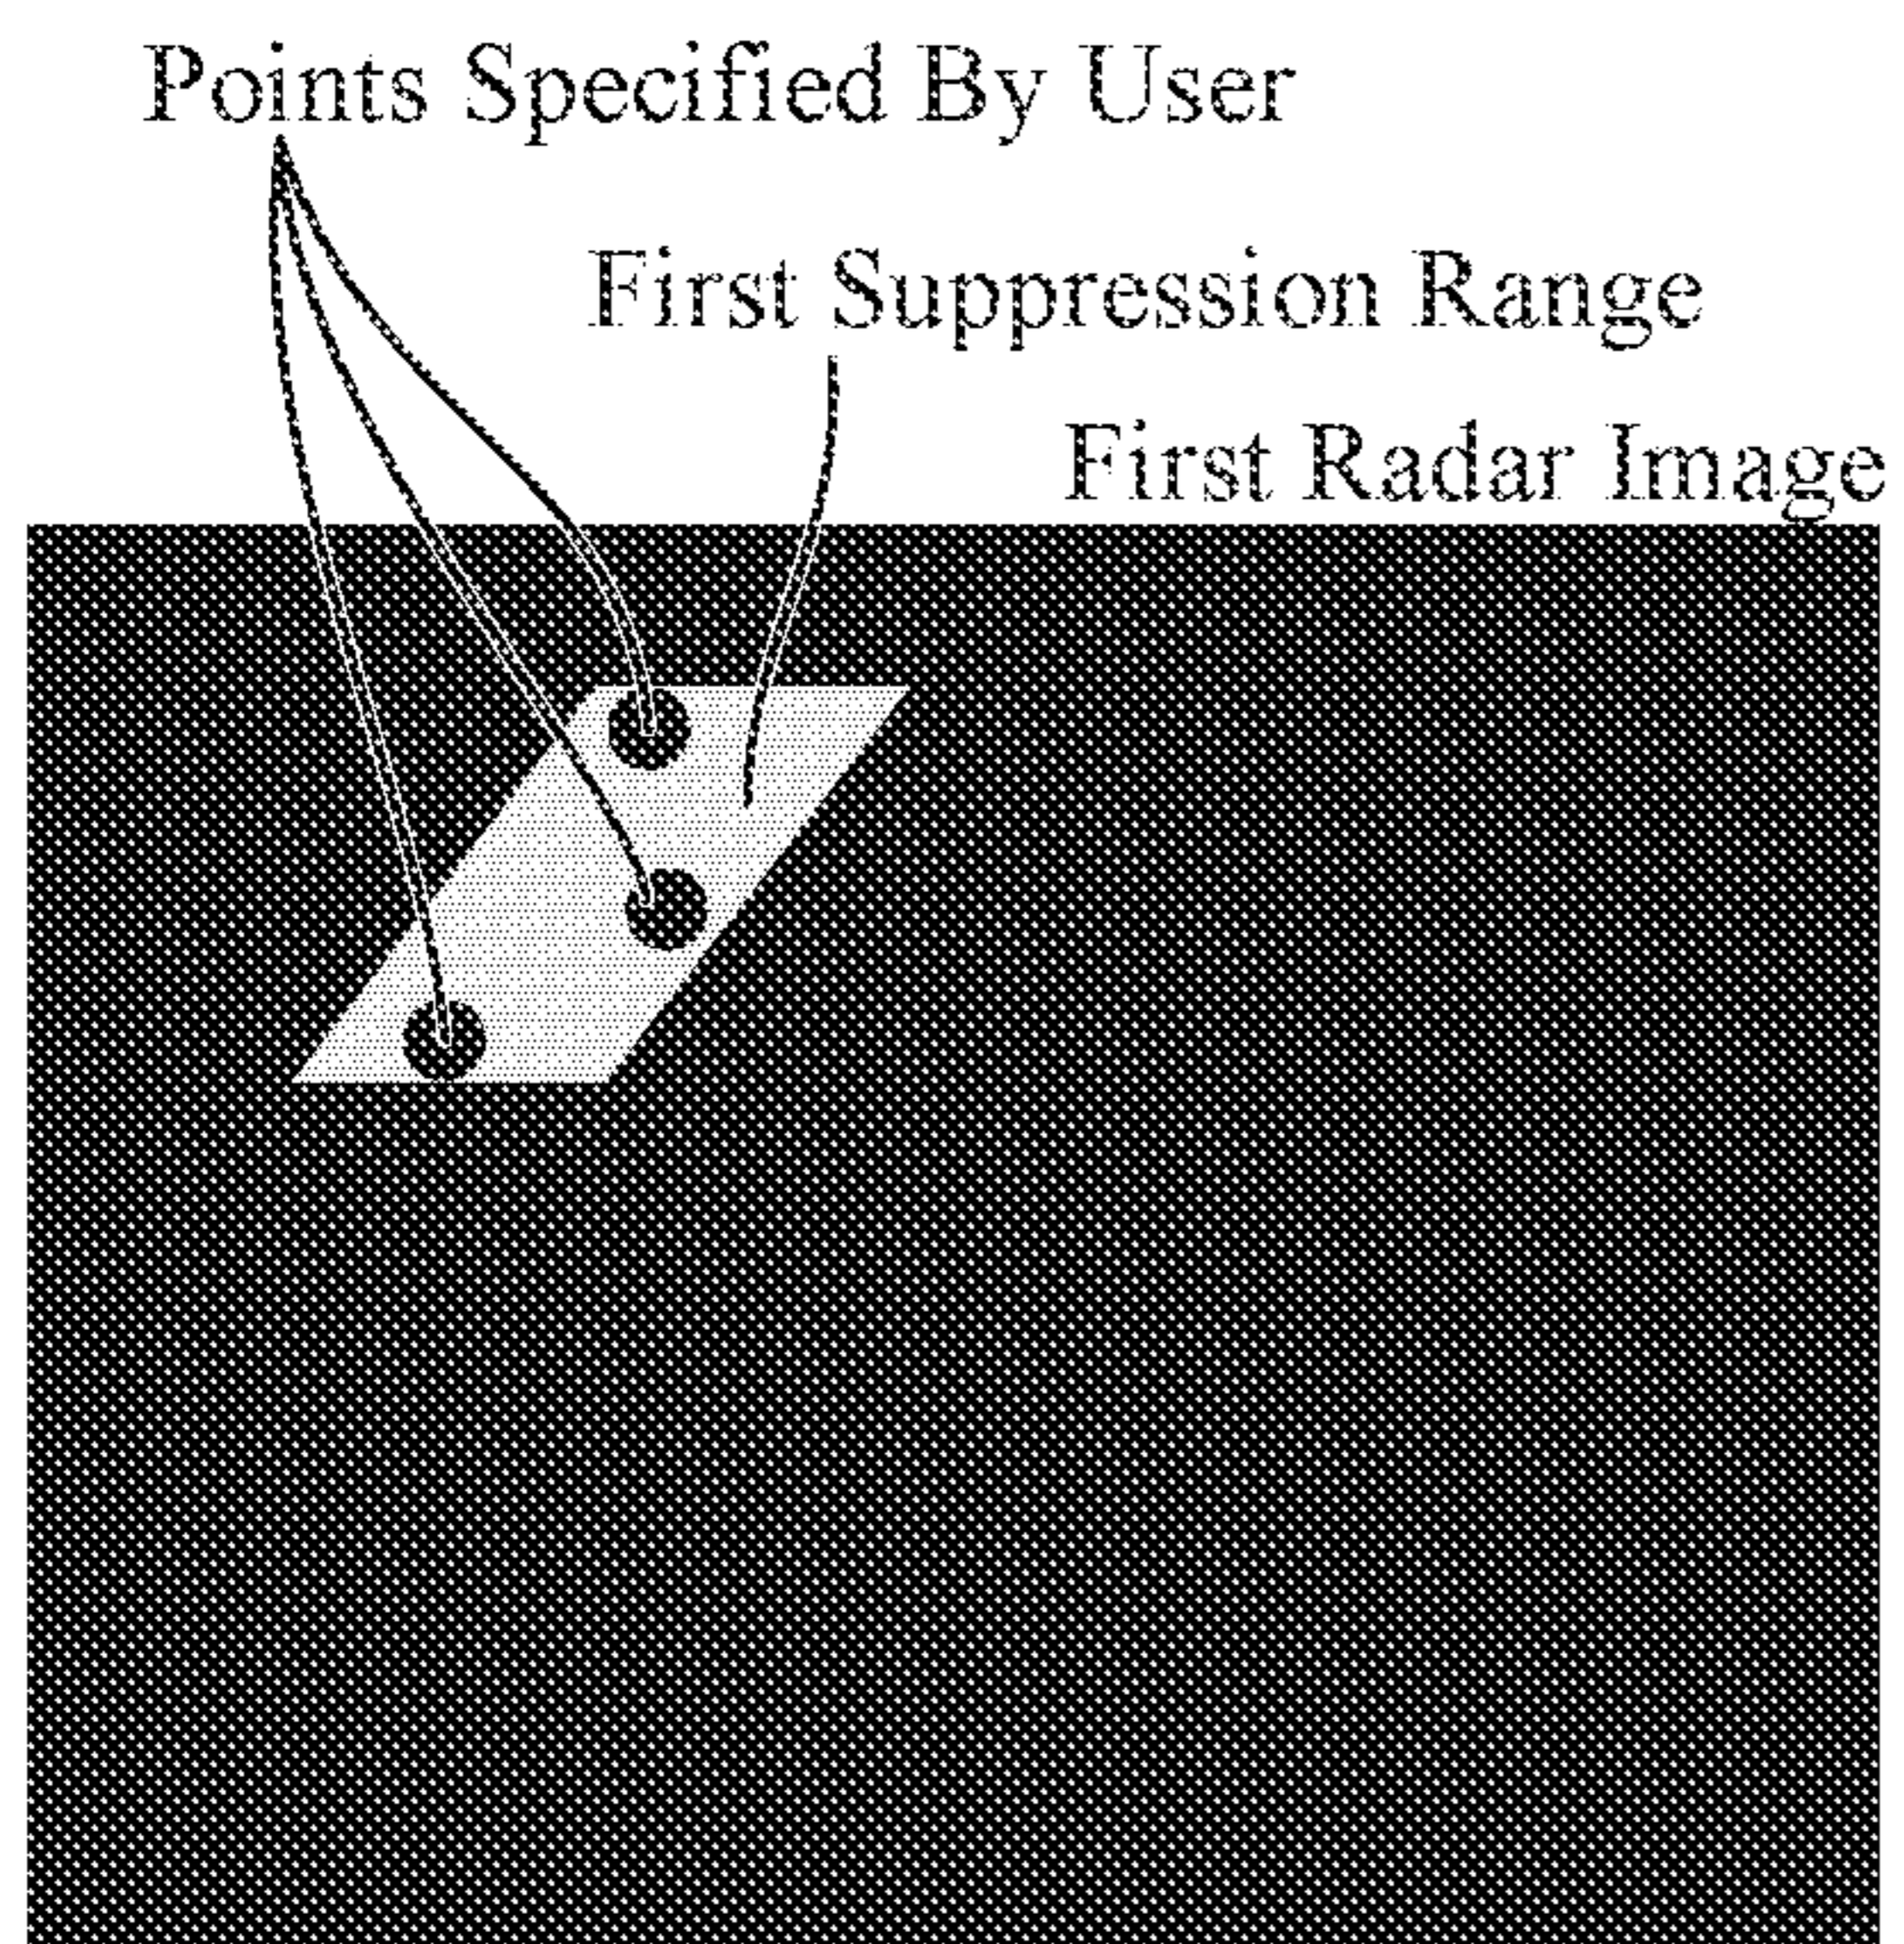 Points Specified By User
First Suppression Range
First Radar Image